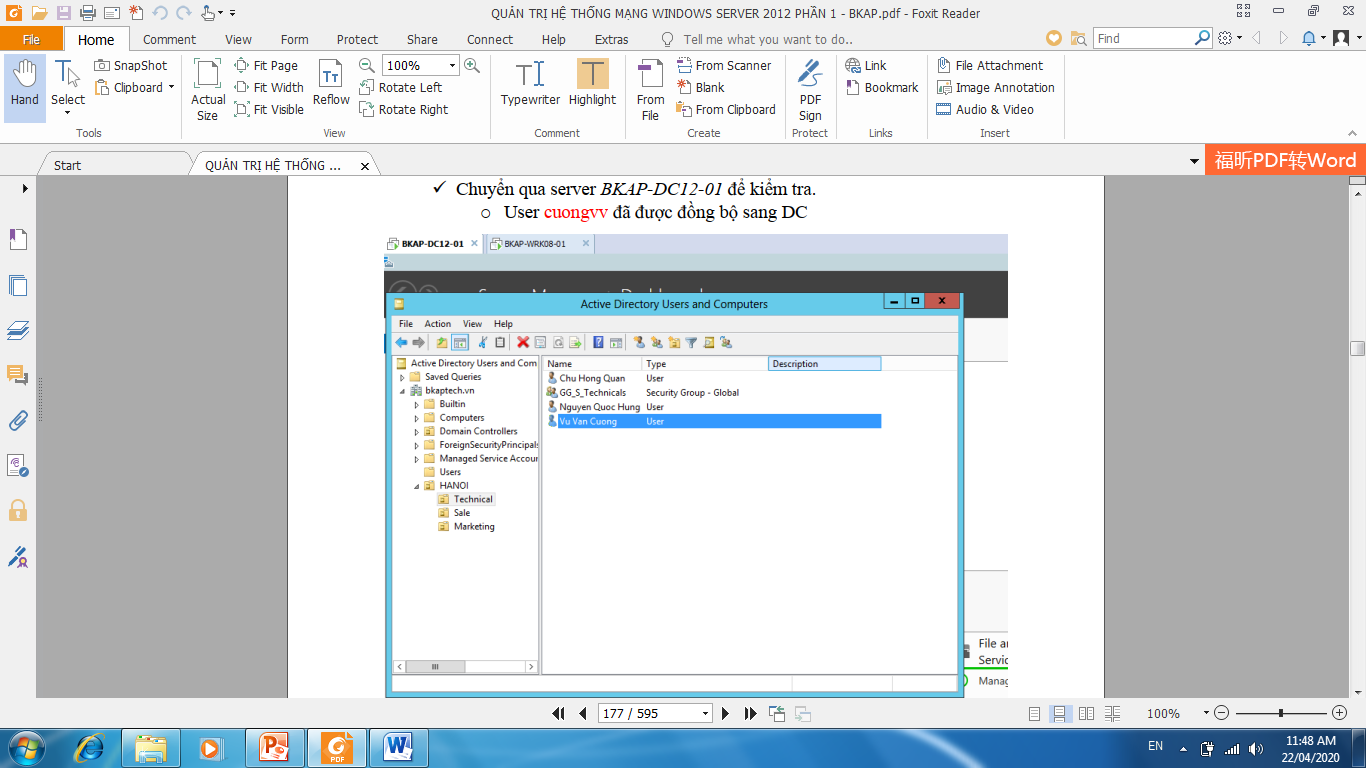 QUẢN TRỊ HỆ THỐNG MẠNG WINDOWS SERVER 2012 PHẦN 1 - BKAP.pdf - Foxit Reader
File Home Comment View Form Protect Share Connect Help Extras Tell me what you want to do.. Find
Hand
Select
SnapShot
Clipboard
Tools
Actual Size
Fit Page
Fit Width
Fit Visible
Reflow
100%
Rotate Left
Rotate Right
View
Typewriter
Highlight
Comment
From File
From Scanner
Blank
From Clipboard
Create
PDF Sign
Protect
Link
Bookmark
Links
File Attachment
Image Annotation
Audio & Video
Insert
Start
QUẢN TRỊ HỆ THỐNG ...
福昕PDF转Word
✓ Chuyển qua server BKAP-DC12-01 để kiểm tra.
o User cuongvv đã được đồng bộ sang DC
BKAP-DC12-01 BKAP-WRK08-01
Active Directory Users and Computers
File Action View Help
Active Directory Users and Com
Saved Queries
bkaptech.vn
Builtin
Computers
Domain Controllers
ForeignSecurityPrincipals
Managed Service Accour
Users
HANOI
Technical
Sale
Marketing
Name Type Description
Chu Hong Quan User
GG_S_Technicals Security Group - Global
Nguyen Quoc Hung User
Vu Van Cuong User
File ar
Servic
Manag
177 / 595
100%
EN
11:48 AM
22/04/2020